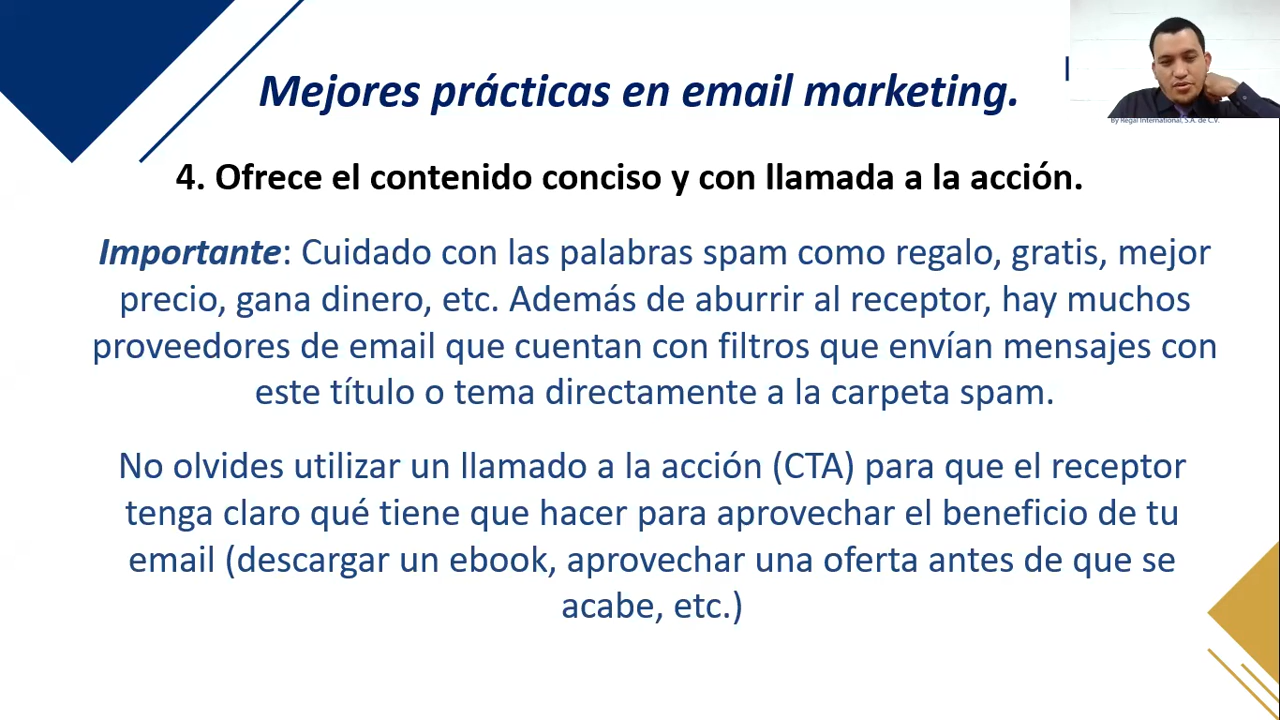 Mejores prácticas en email marketing.
By Regal International, S.A. de C.V.
4. Ofrece el contenido conciso y con llamada a la acción.
Importante: Cuidado con las palabras spam como regalo, gratis, mejor
precio, gana dinero, etc. Además de aburrir al receptor, hay muchos
proveedores de email que cuentan con filtros que envían mensajes con
este título o tema directamente a la carpeta spam.
No olvides utilizar un llamado a la acción (CTA) para que el receptor
tenga claro qué tiene que hacer para aprovechar el beneficio de tu
email (descargar un ebook, aprovechar una oferta antes de que se
acabe, etc.)